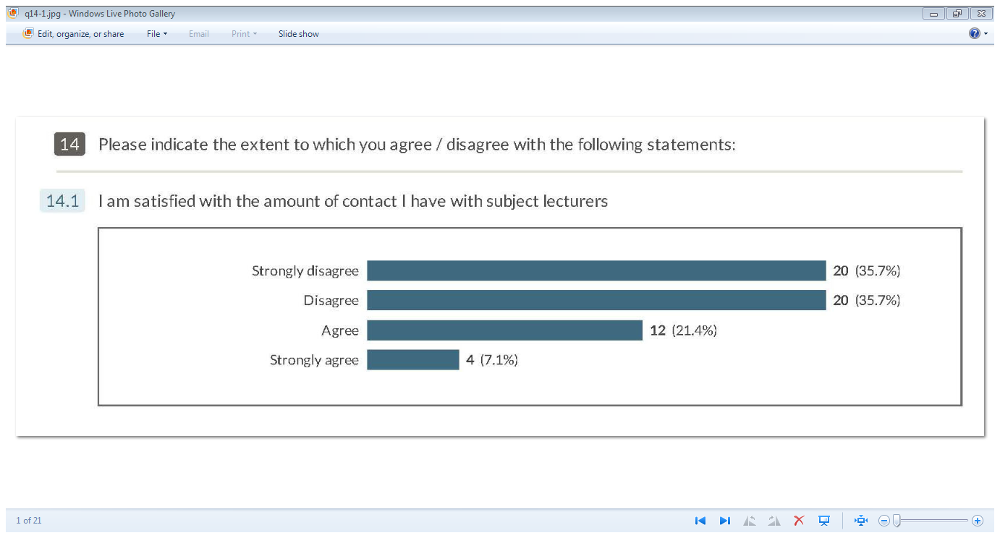 q14-1.jpg - Windows Live Photo Gallery
Edit, organize, or share File Email Print Slide show
14 Please indicate the extent to which you agree / disagree with the following statements:
14.1 I am satisfied with the amount of contact I have with subject lecturers
Strongly disagree 20 (35.7%)
Disagree 20 (35.7%)
Agree 12 (21.4%)
Strongly agree 4 (7.1%)
1 of 21